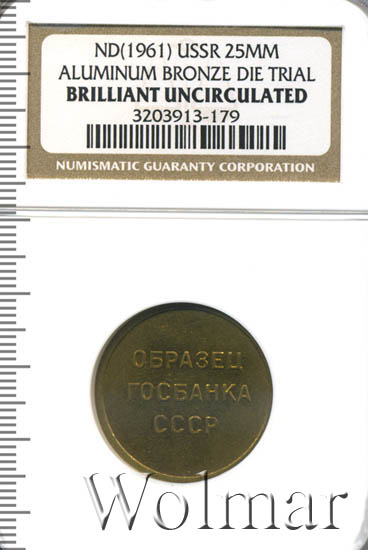 ND(1961) USSR 25MM
ALUMINUM BRONZE DIE TRIAL
BRILLIANT UNCIRCULATED
3203913-179
NUMISMATIC GUARANTY CORPORATION
ОБРАЗЕЦ
ГОСБАНКА
СССР
Wolmar